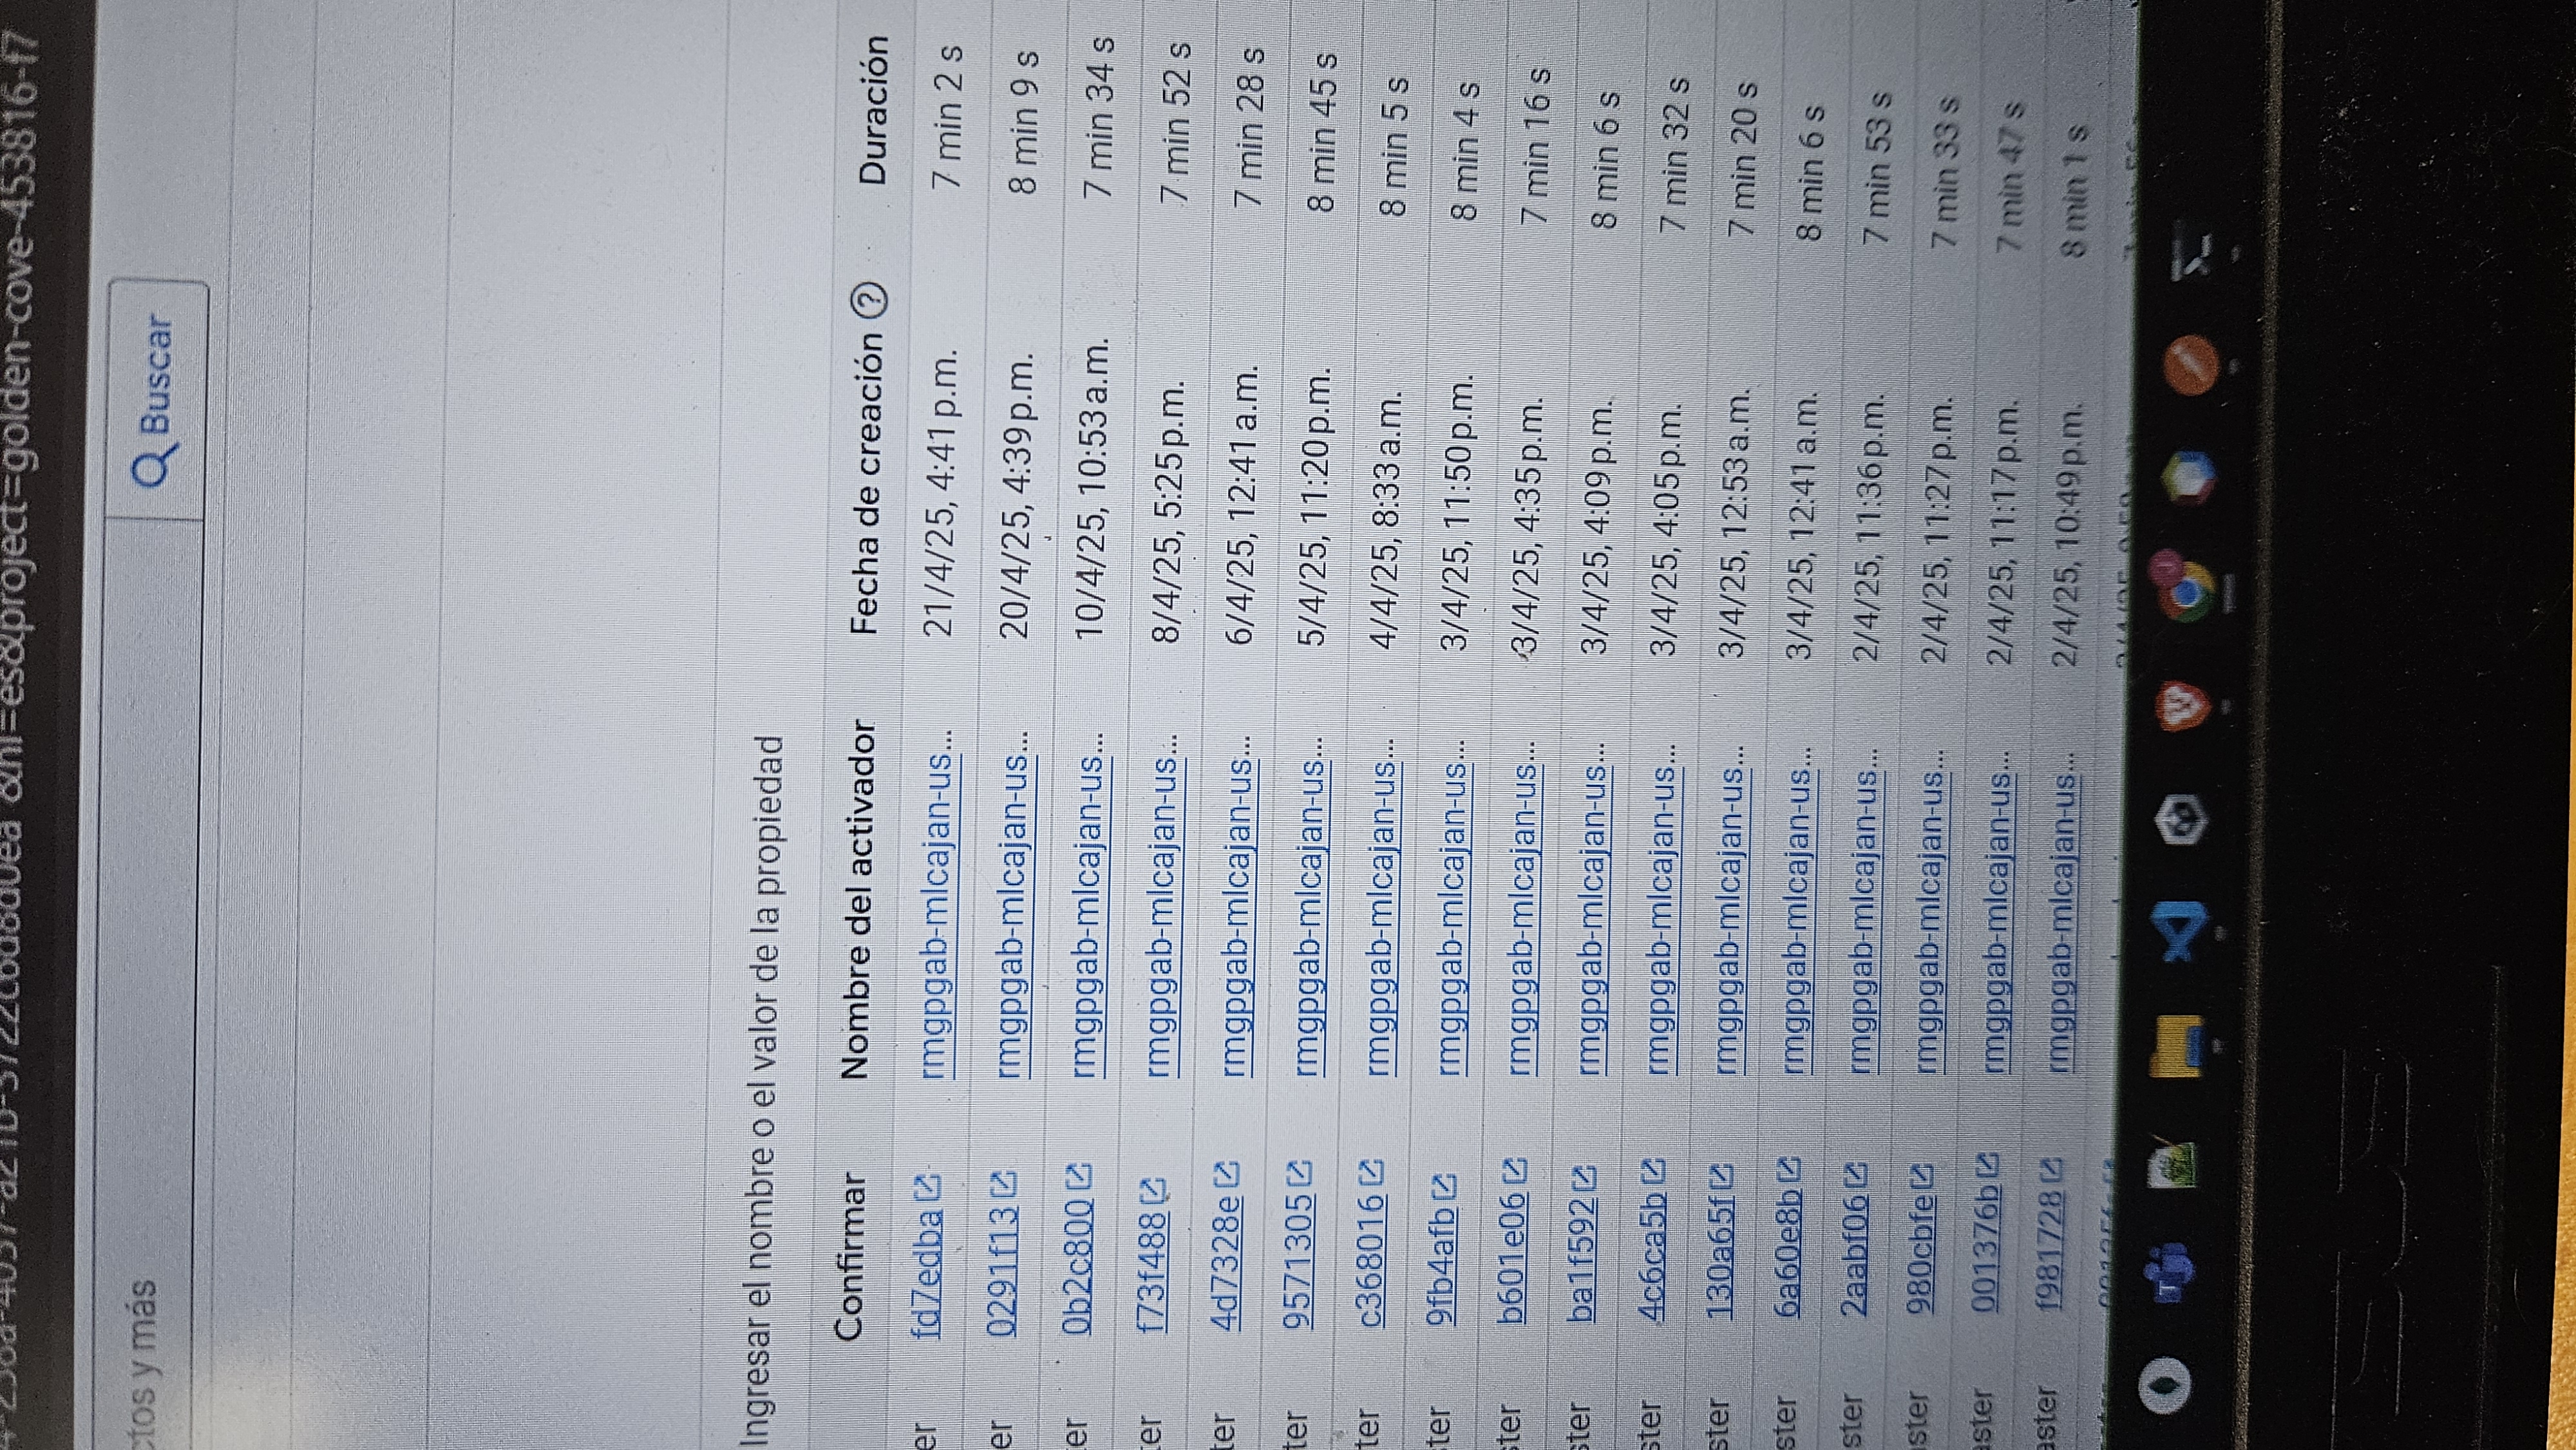 &hl=es&project=golden-cove-453816-f7
ctos y más Buscar
Ingresar el nombre o el valor de la propiedad
Confirmar Nombre del activador Fecha de creación ? Duración
er fd7edba rmgpgab-mlcajan-us... 21/4/25, 4:41 p.m. 7 min 2 s
er 0291f13 rmgpgab-mlcajan-us... 20/4/25, 4:39 p.m. 8 min 9 s
er 0b2c800 rmgpgab-mlcajan-us... 10/4/25, 10:53 a.m. 7 min 34 s
ter f73f488 rmgpgab-mlcajan-us... 8/4/25, 5:25 p.m. 7 min 52 s
ter 4d7328e rmgpgab-mlcajan-us... 6/4/25, 12:41 a.m. 7 min 28 s
ter 9571305 rmgpgab-mlcajan-us... 5/4/25, 11:20 p.m. 8 min 45 s
ter c368016 rmgpgab-mlcajan-us... 4/4/25, 8:33 a.m. 8 min 5 s
ter 9fb4afb rmgpgab-mlcajan-us... 3/4/25, 11:50 p.m. 8 min 4 s
ster b601e06 rmgpgab-mlcajan-us... 3/4/25, 4:35 p.m. 7 min 16 s
ster ba1f592 rmgpgab-mlcajan-us... 3/4/25, 4:09 p.m. 8 min 6 s
ster 4c6ca5b rmgpgab-mlcajan-us... 3/4/25, 4:05 p.m. 7 min 32 s
ster 130a65f rmgpgab-mlcajan-us... 3/4/25, 12:53 a.m. 7 min 20 s
ster 6a60e8b rmgpgab-mlcajan-us... 3/4/25, 12:41 a.m. 8 min 6 s
ster 2aabf06 rmgpgab-mlcajan-us... 2/4/25, 11:36 p.m. 7 min 53 s
aster 980cbfe rmgpgab-mlcajan-us... 2/4/25, 11:27 p.m. 7 min 33 s
aster 001376b rmgpgab-mlcajan-us... 2/4/25, 11:17 p.m. 7 min 47 s
aster f981728 rmgpgab-mlcajan-us... 2/4/25, 10:49 p.m. 8 min 1 s